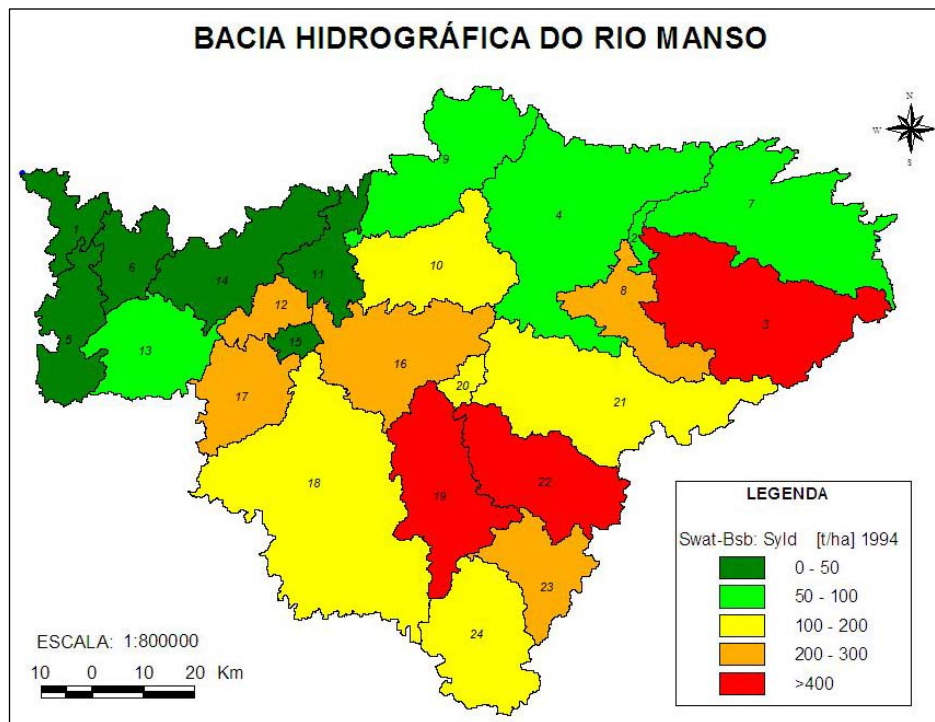 BACIA HIDROGRÁFICA DO RIO MANSO
N
W
S
9
7
4
1
2
6
10
11
14
8
12
3
15
13
5
16
20
17
21
18
22
19
23
24
LEGENDA
Swat-Bsb: Syld [t/ha] 1994
0 - 50
50 - 100
100 - 200
200 - 300
>400
ESCALA: 1:800000
10 0 10 20 Km